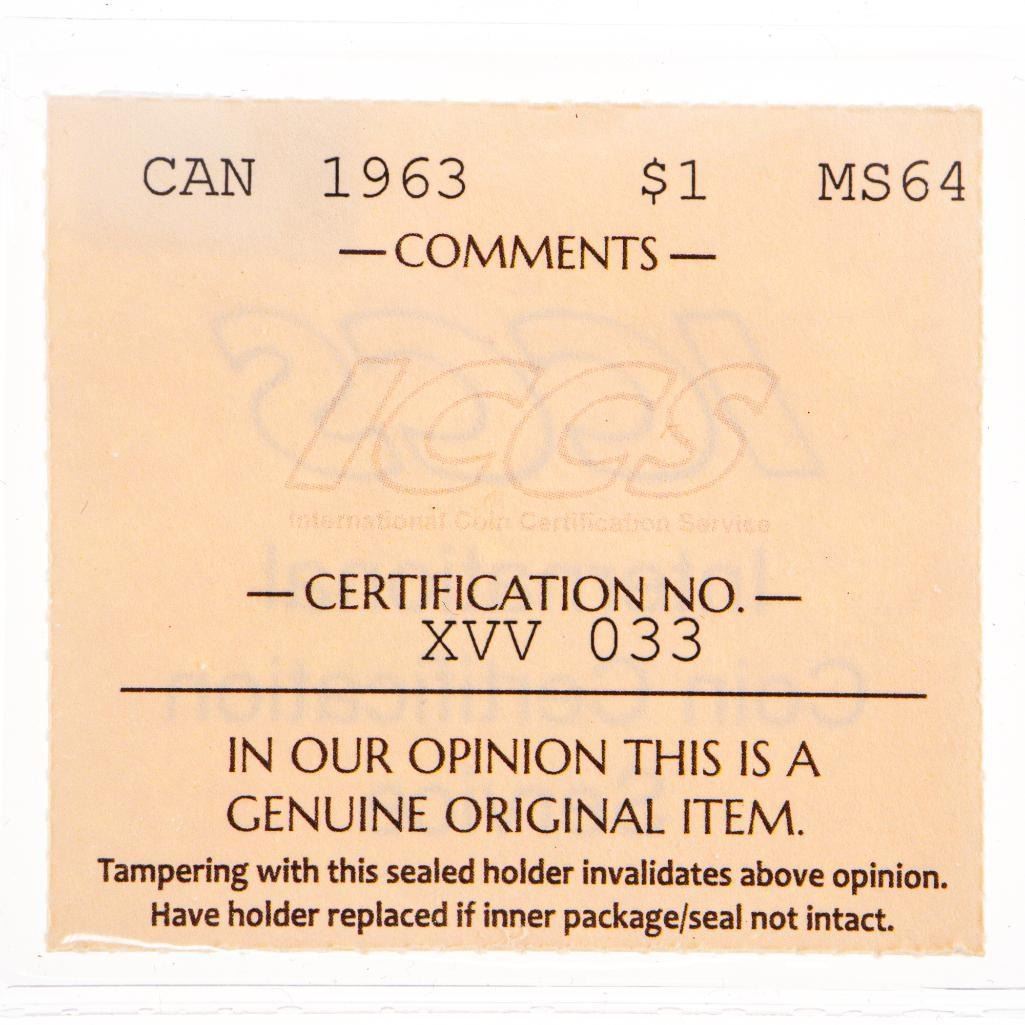 CAN 1963 $1 MS64
—COMMENTS—
ICCS
International Coin Certification Service
—CERTIFICATION NO.—
XVV 033
IN OUR OPINION THIS IS A
GENUINE ORIGINAL ITEM.
Tampering with this sealed holder invalidates above opinion.
Have holder replaced if inner package/seal not intact.